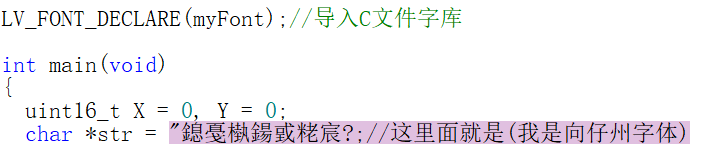 LV_FONT_DECLARE(myFont);//导入C文件字库
int main(void)
{
uint16_t X = 0, Y = 0;
char *str = "鎴戞槸鍚戜粩宸?;//这里面就是(我是向仔州字体)